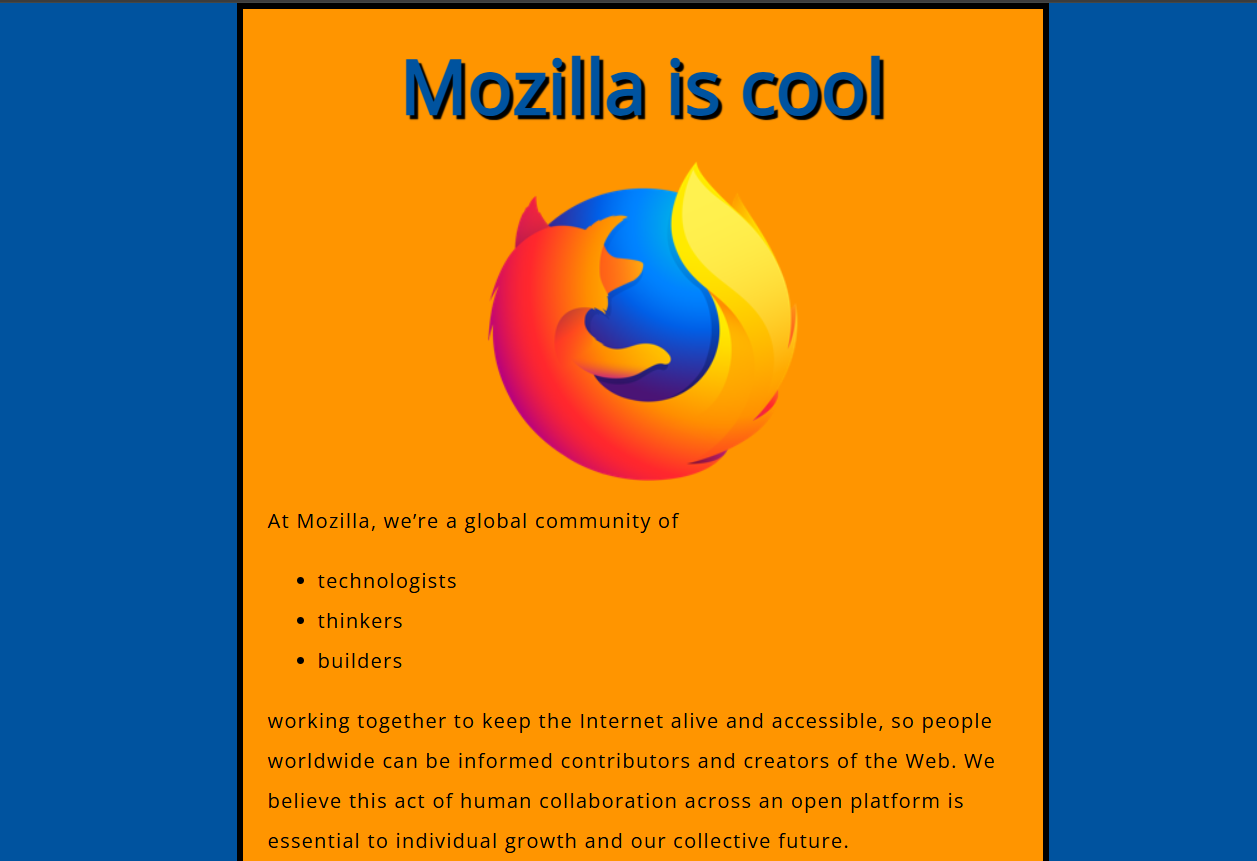 Mozilla is cool
At Mozilla, we’re a global community of
technologists
thinkers
builders
working together to keep the Internet alive and accessible, so people
worldwide can be informed contributors and creators of the Web. We
believe this act of human collaboration across an open platform is
essential to individual growth and our collective future.